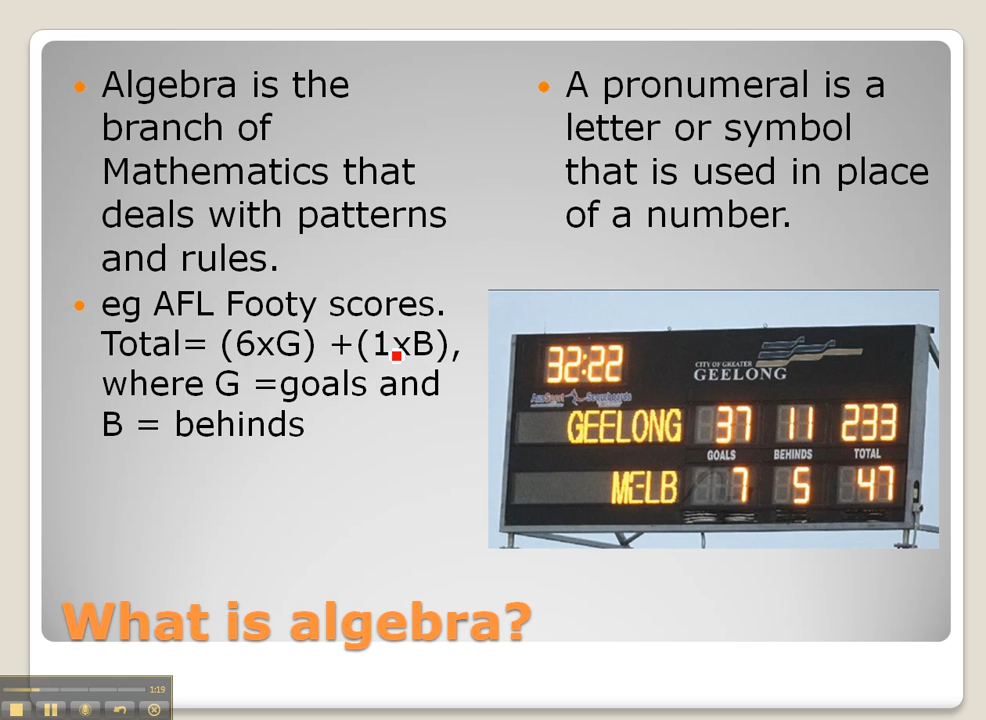 Algebra is the
branch of
Mathematics that
deals with patterns
and rules.
eg AFL Footy scores.
Total= (6xG) +(1xB),
where G =goals and
B = behinds
A pronumeral is a
letter or symbol
that is used in place
of a number.
32:22
CITY OF GREATER
GEELONG
GEELONG 37 11 233
GOALS BEHINDS TOTAL
MELB 7 5 47
What is algebra?
1:19